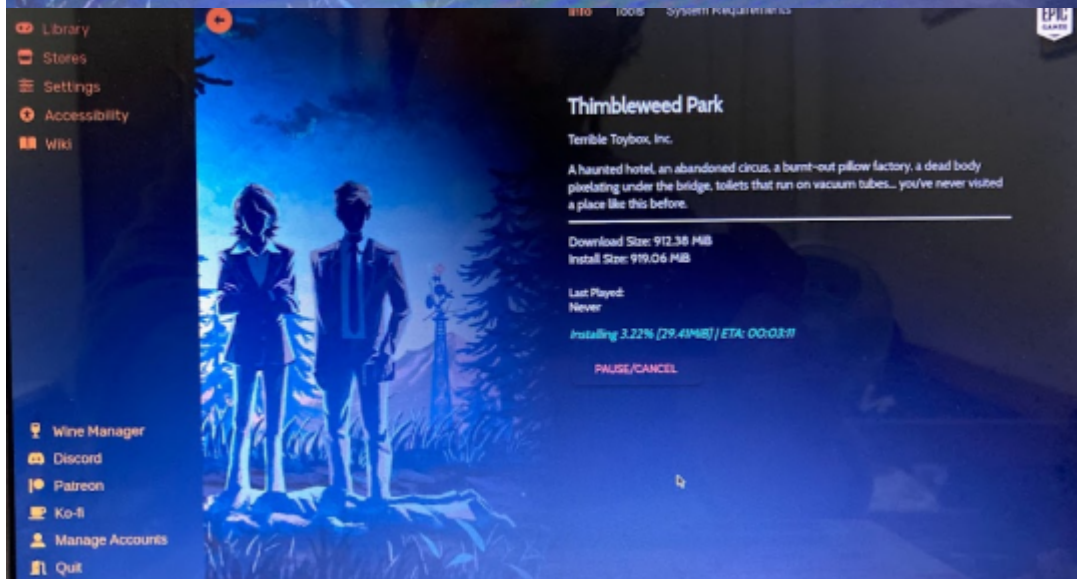 Library
Stores
Settings
Accessibility
Wiki
Wine Manager
Discord
Patreon
Ko-fi
Manage Accounts
Quit
Info Tools System Requirements
EPIC
GAMES
Thimbleweed Park
Terrible Toybox, Inc.
A haunted hotel, an abandoned circus, a burnt-out pillow factory, a dead body
pixelating under the bridge, toilets that run on vacuum tubes... you've never visited
a place like this before.
Download Size: 912.38 MiB
Install Size: 919.06 MiB
Last Played:
Never
Installing 3.22% [29.41MiB] | ETA: 00:03:11
PAUSE/CANCEL